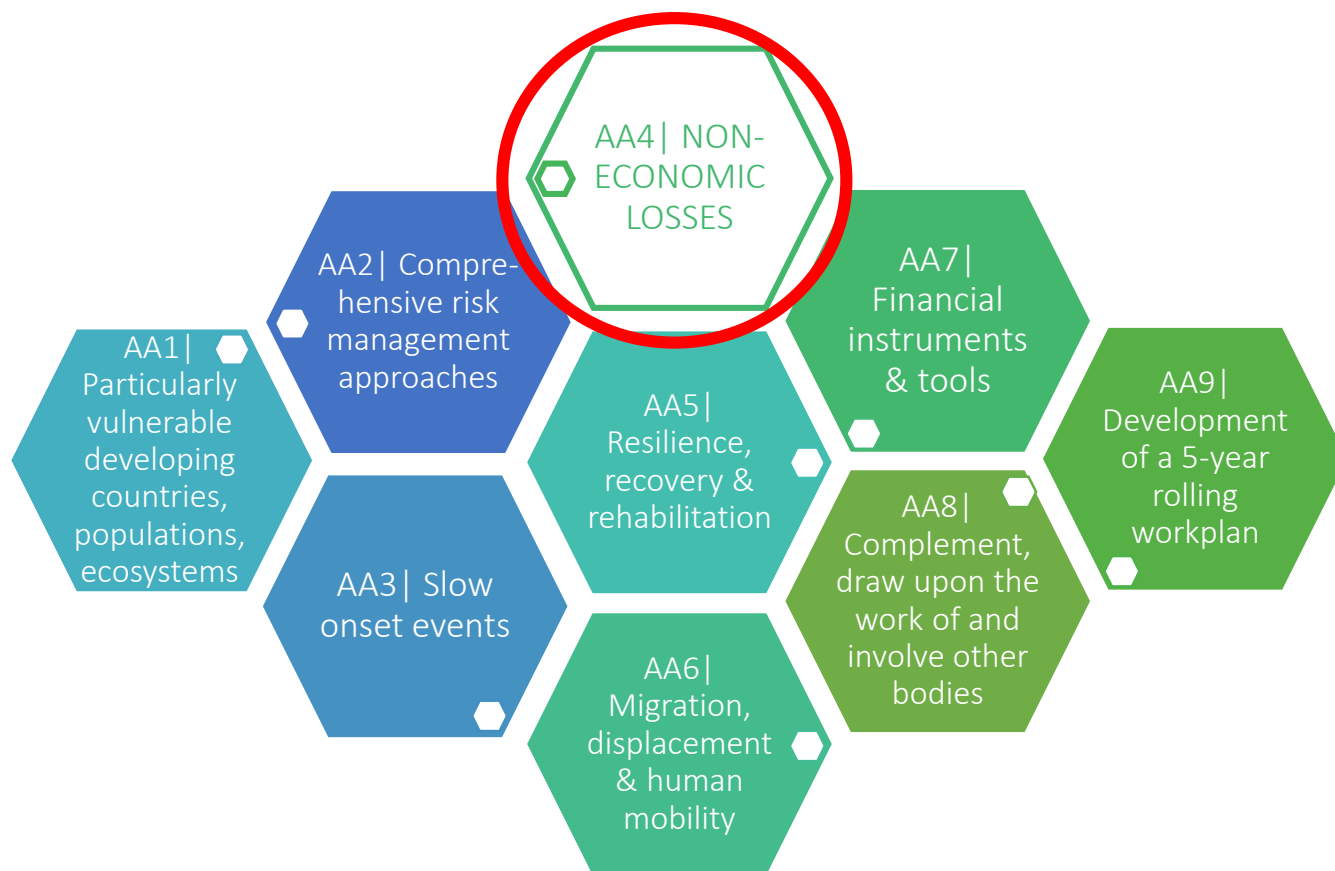 AA1|
Particularly
vulnerable
developing
countries,
populations,
ecosystems
AA2| Compre-
hensive risk
management
approaches
AA3| Slow
onset events
AA4| NON-
ECONOMIC
LOSSES
AA5|
Resilience,
recovery &
rehabilitation
AA6|
Migration,
displacement
& human
mobility
AA7|
Financial
instruments
& tools
AA8|
Complement,
draw upon the
work of and
involve other
bodies
AA9|
Development
of a 5-year
rolling
workplan